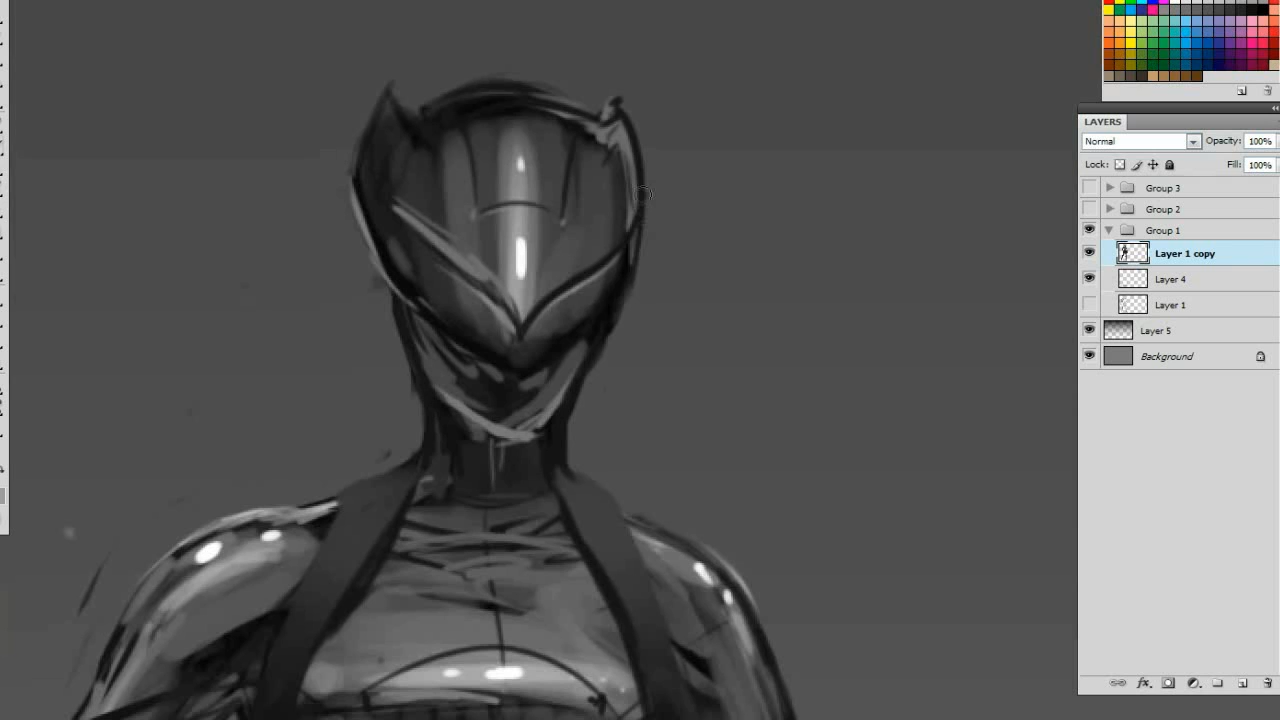 LAYERS
Normal Opacity: 100%
Lock: Fill: 100%
Group 3
Group 2
Group 1
Layer 1 copy
Layer 4
Layer 1
Layer 5
Background
fx